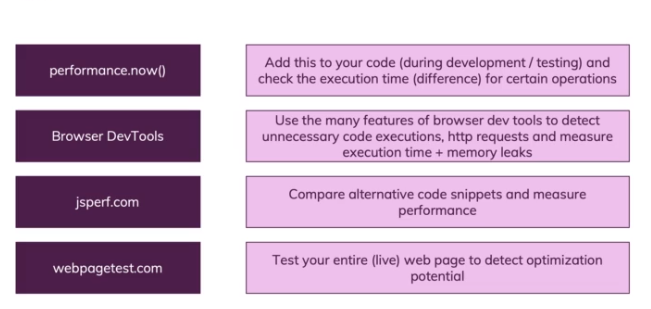 performance.now()
Add this to your code (during development / testing) and
check the execution time (difference) for certain operations
Browser DevTools
Use the many features of browser dev tools to detect
unnecessary code executions, http requests and measure
execution time + memory leaks
jsperf.com
Compare alternative code snippets and measure
performance
webpagetest.com
Test your entire (live) web page to detect optimization
potential